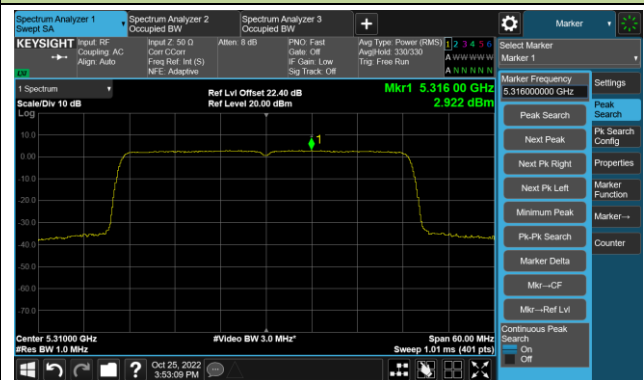 Spectrum Analyzer 1
Swept SA
Spectrum Analyzer 2
Occupied BW
Spectrum Analyzer 3
Occupied BW
Marker
KEYSIGHT
Input: RF
Coupling: AC
Align: Auto
Input Z: 50 Ω
Corr CCorr
Freq Ref: Int (S)
NFE: Adaptive
Atten: 8 dB
PNO: Fast
Gate: Off
IF Gain: Low
Sig Track: Off
Avg Type: Power (RMS)
Avg|Hold: 330/330
Trig: Free Run
1 2 3 4 5 6
A W W W W W
A N N N N N
Select Marker
Marker 1
1 Spectrum
Scale/Div 10 dB
Log
Ref Lvl Offset 22.40 dB
Ref Level 20.00 dBm
Mkr1 5.316 00 GHz
2.922 dBm
10.0
0.00
-10.0
-20.0
-30.0
-40.0
-50.0
-60.0
-70.0
1
Center 5.31000 GHz
#Res BW 1.0 MHz
#Video BW 3.0 MHz*
Span 60.00 MHz
Sweep 1.01 ms (401 pts)
Marker Frequency
5.316000000 GHz
Peak Search
Next Peak
Next Pk Right
Next Pk Left
Minimum Peak
Pk-Pk Search
Marker Delta
Mkr→CF
Mkr→Ref Lvl
Continuous Peak
Search
On
Off
Settings
Peak
Search
Pk Search
Config
Properties
Marker
Function
Marker→
Counter
?
Oct 25, 2022
3:53:09 PM